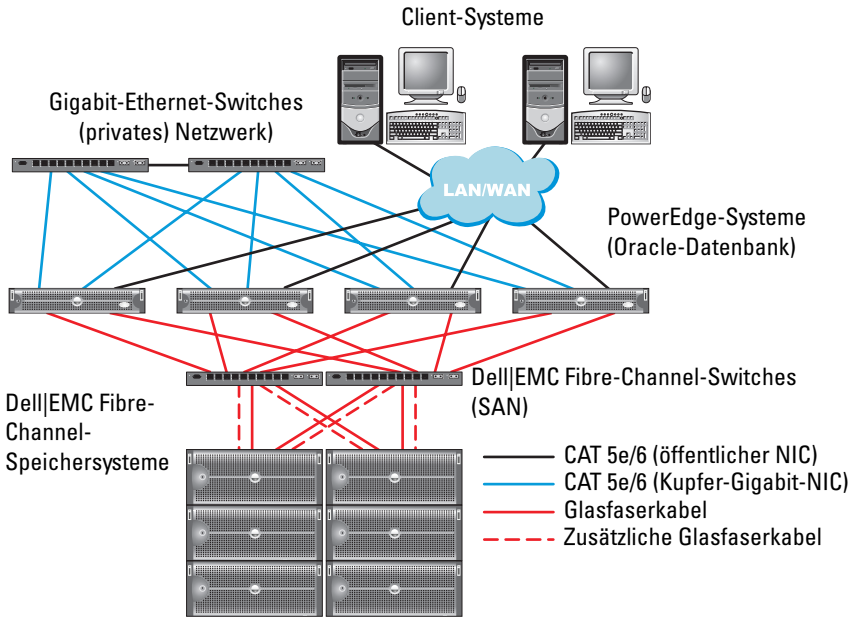 Client-Systeme
Gigabit-Ethernet-Switches
(privates) Netzwerk)
LAN/WAN
PowerEdge-Systeme
(Oracle-Datenbank)
Dell|EMC Fibre-Channel-Switches
(SAN)
Dell|EMC Fibre-
Channel-
Speichersysteme
CAT 5e/6 (öffentlicher NIC)
CAT 5e/6 (Kupfer-Gigabit-NIC)
Glasfaserkabel
Zusätzliche Glasfaserkabel